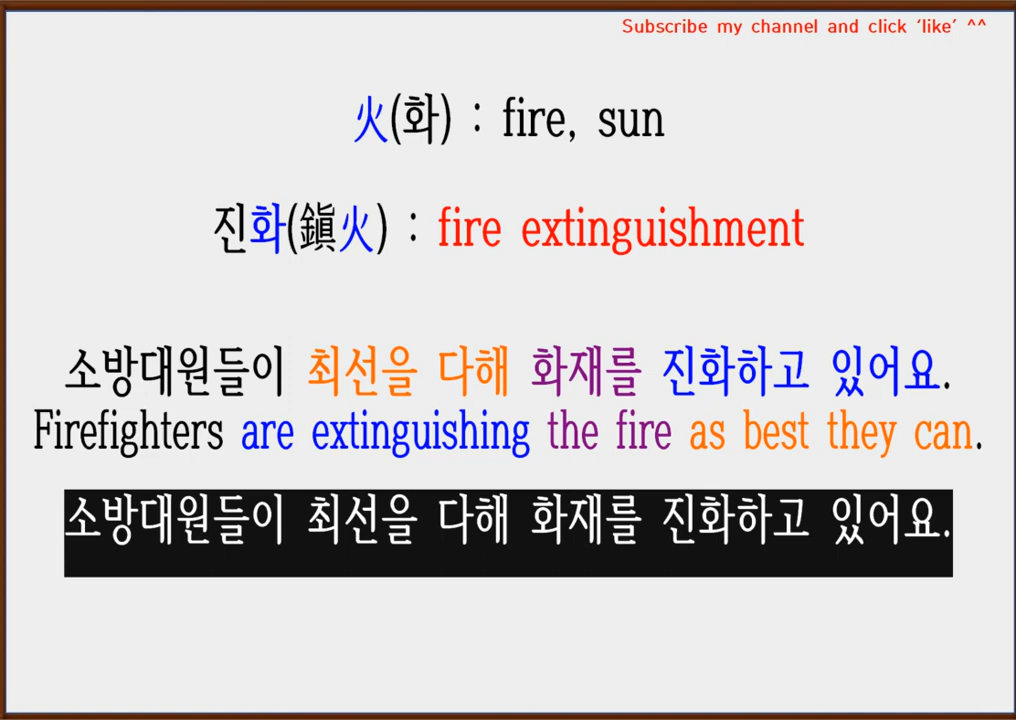 Subscribe my channel and click ‘like’ ^^
火(화) : fire, sun
진화(鎭火) : fire extinguishment
소방대원들이 최선을 다해 화재를 진화하고 있어요.
Firefighters are extinguishing the fire as best they can.
소방대원들이 최선을 다해 화재를 진화하고 있어요.